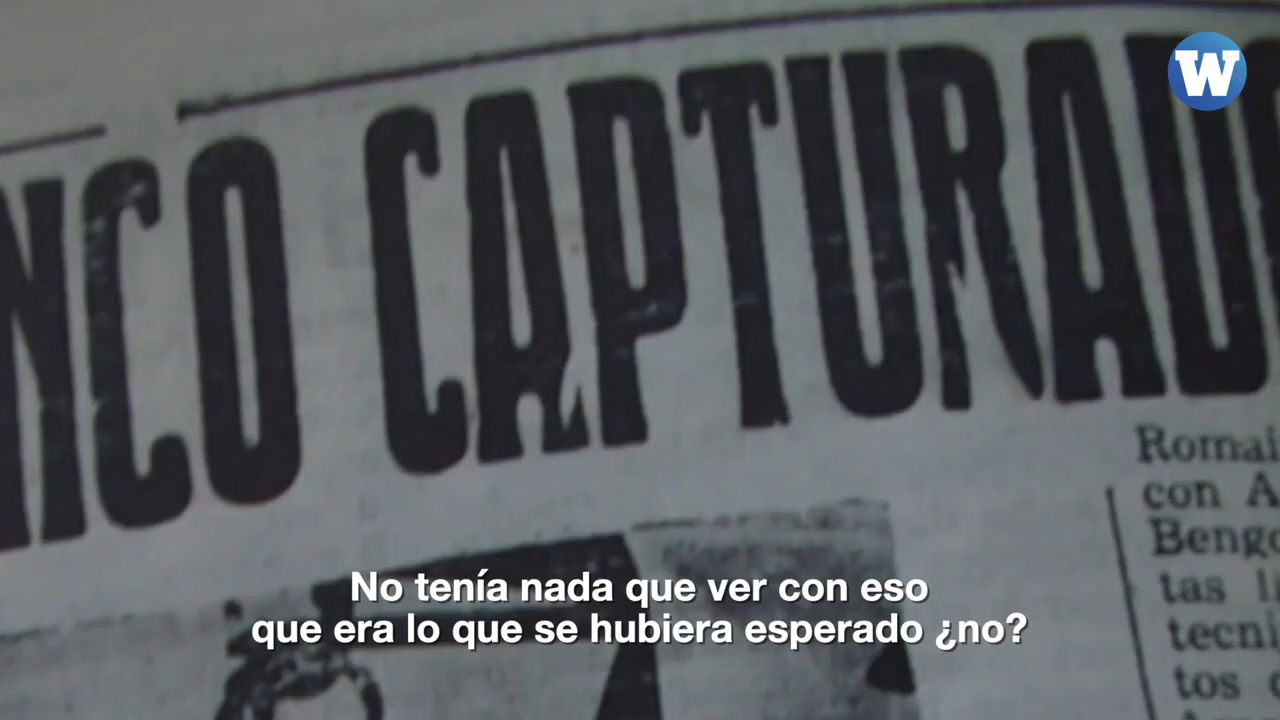 W
NCO CAPTURADO
Romai
con A
Bengo
tas
tecni
tos
No tenía nada que ver con eso
que era lo que se hubiera esperado ¿no?